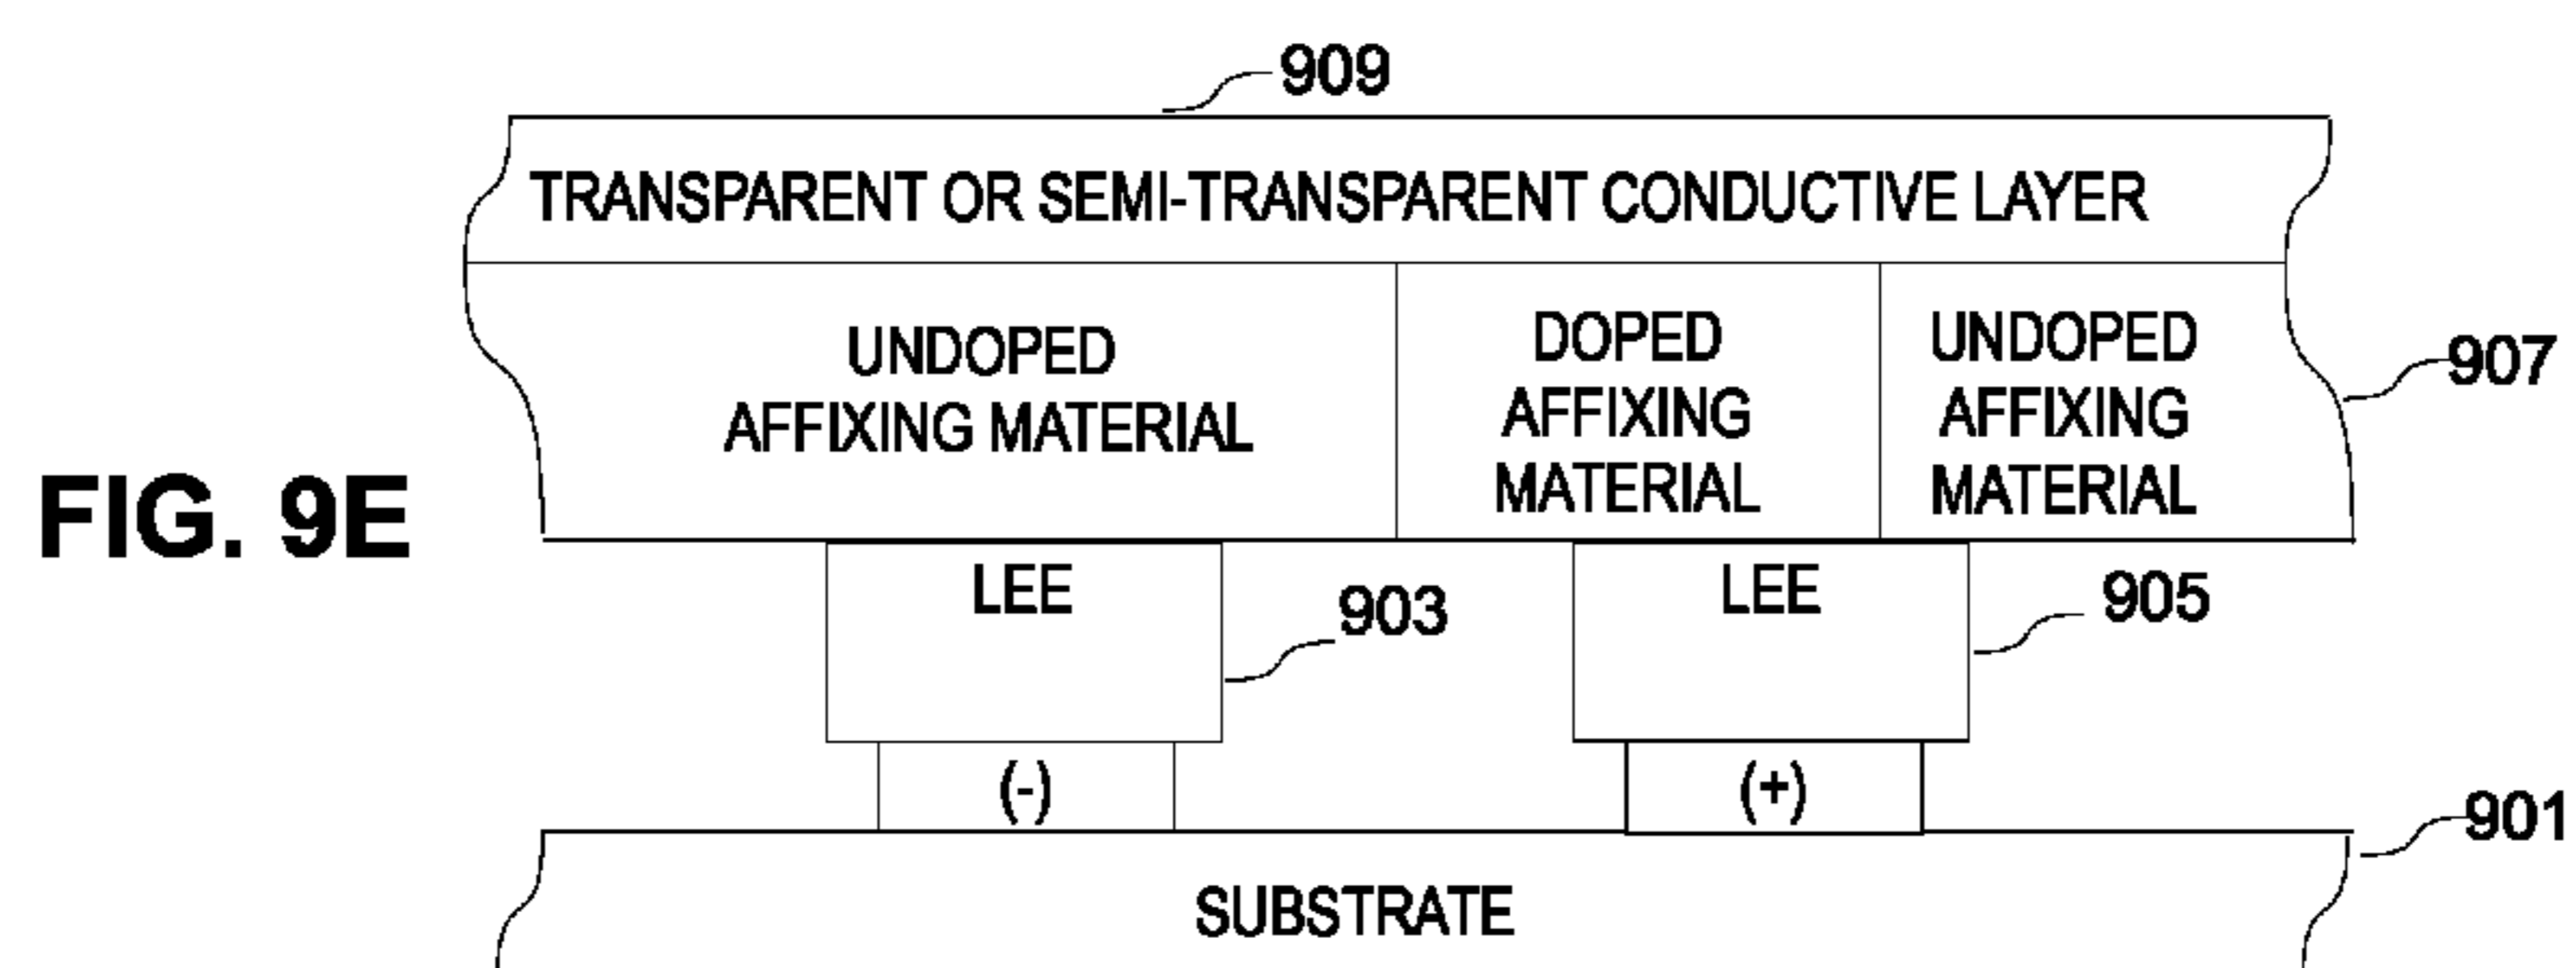 909
TRANSPARENT OR SEMI-TRANSPARENT CONDUCTIVE LAYER
UNDOPED
AFFIXING MATERIAL
DOPED
AFFIXING
MATERIAL
UNDOPED
AFFIXING
MATERIAL
907
FIG. 9E
LEE
903
LEE
905
(-)
(+)
901
SUBSTRATE